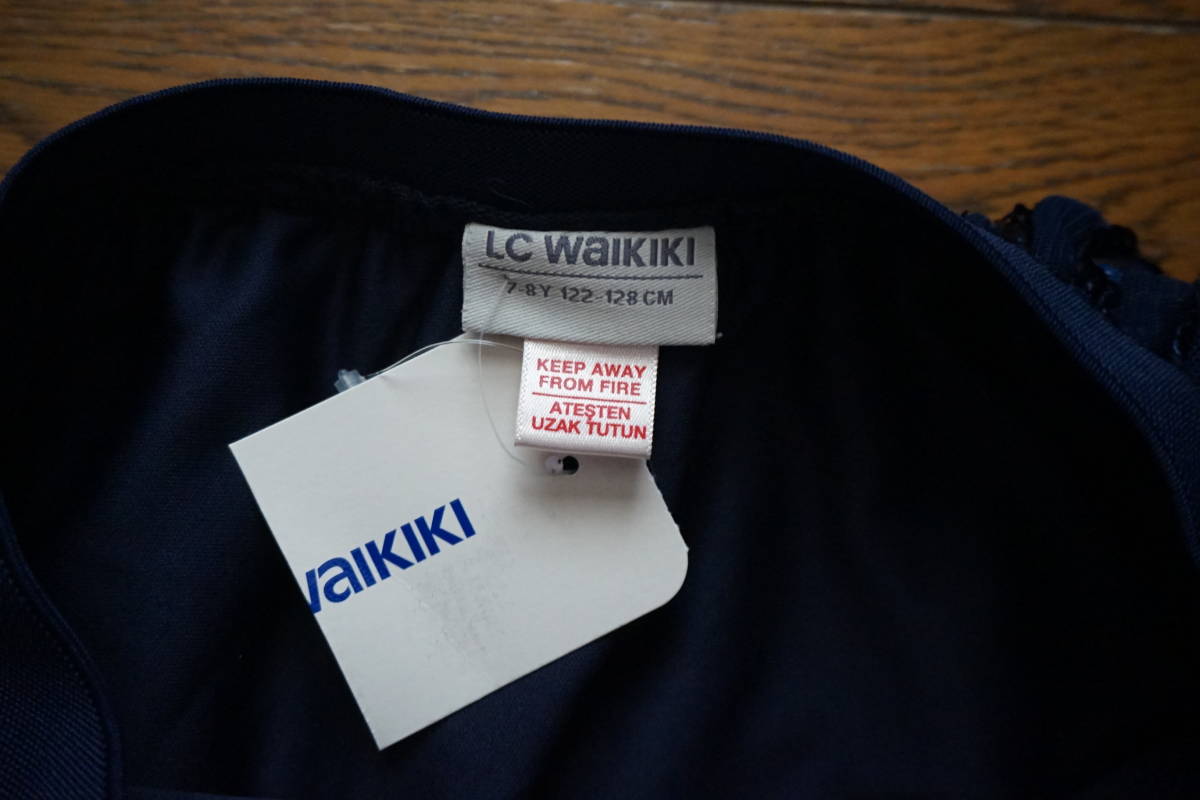 LC WAIKIKI
7-8Y 122-128 CM
KEEP AWAY
FROM FIRE
ATEŞTEN
UZAK TUTUN
WAIKIKI